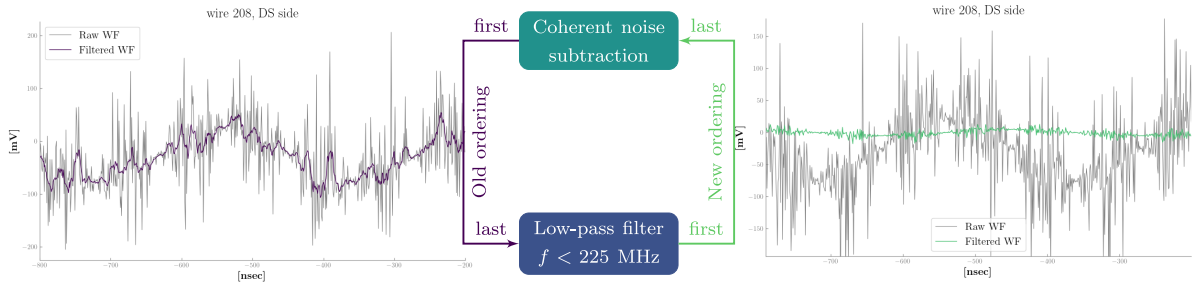 wire 208, DS side
Raw WF
Filtered WF
200
100
0
−100
−200
[mV]
−800
−700
−600
−500
−400
−300
−200
[nsec]
first
Coherent noise
subtraction
last
Old ordering
New ordering
last
Low-pass filter
f < 225 MHz
first
wire 208, DS side
150
100
50
0
−50
−100
−150
[mV]
Raw WF
Filtered WF
−700
−600
−500
−400
−300
[nsec]